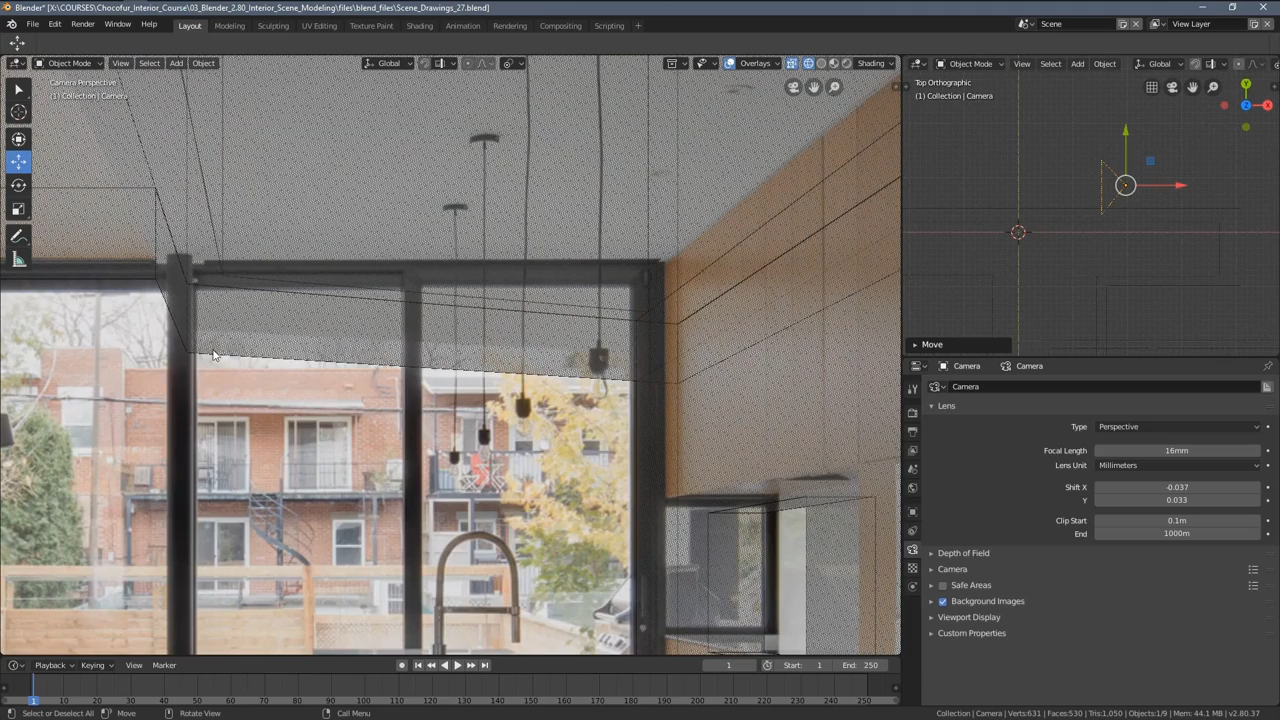 Blender* [X:\COURSES\Chocofur_Interior_Course\03_Blender_2.80_Interior_Scene_Modeling\files\blend_files\Scene_Drawings_27.blend]
File Edit Render Window Help Layout Modeling Sculpting UV Editing Texture Paint Shading Animation Rendering Compositing Scripting + Scene View Layer
Object Mode View Select Add Object Global Overlays Shading Object Mode View Select Add Object Global
Camera Perspective
(1) Collection | Camera
Top Orthographic
(1) Collection | Camera
Y
Z
X
Move
Camera Camera
Camera
Lens
Type Perspective
Focal Length 16mm
Lens Unit Millimeters
Shift X -0.037
Y 0.033
Clip Start 0.1m
End 1000m
Depth of Field
Camera
Safe Areas
Background Images
Viewport Display
Custom Properties
Playback Keying View Marker 1 Start: 1 End: 250
1 10 20 30 40 50 60 70 80 90 100 110 120 130 140 150 160 170 180 190 200 210 220 230 240 250
Select or Deselect All Move Rotate View Call Menu Collection | Camera | Verts:631 | Faces:530 | Tris:1,050 | Objects:1/9 | Mem: 44.1 MB | v2.80.37